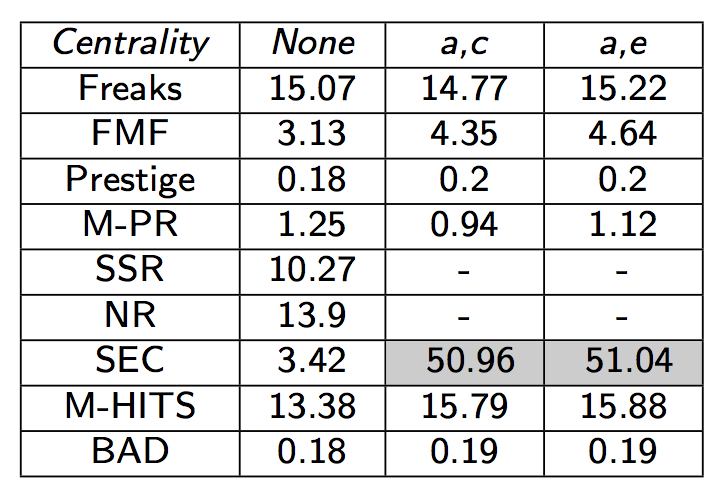 Centrality None a,c a,e
Freaks 15.07 14.77 15.22
FMF 3.13 4.35 4.64
Prestige 0.18 0.2 0.2
M-PR 1.25 0.94 1.12
SSR 10.27 - -
NR 13.9 - -
SEC 3.42 50.96 51.04
M-HITS 13.38 15.79 15.88
BAD 0.18 0.19 0.19